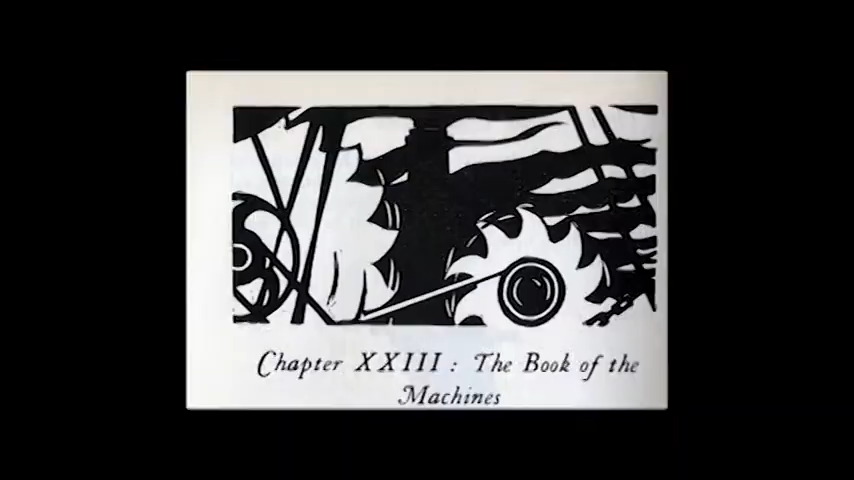 Chapter XXIII : The Book of the
Machines